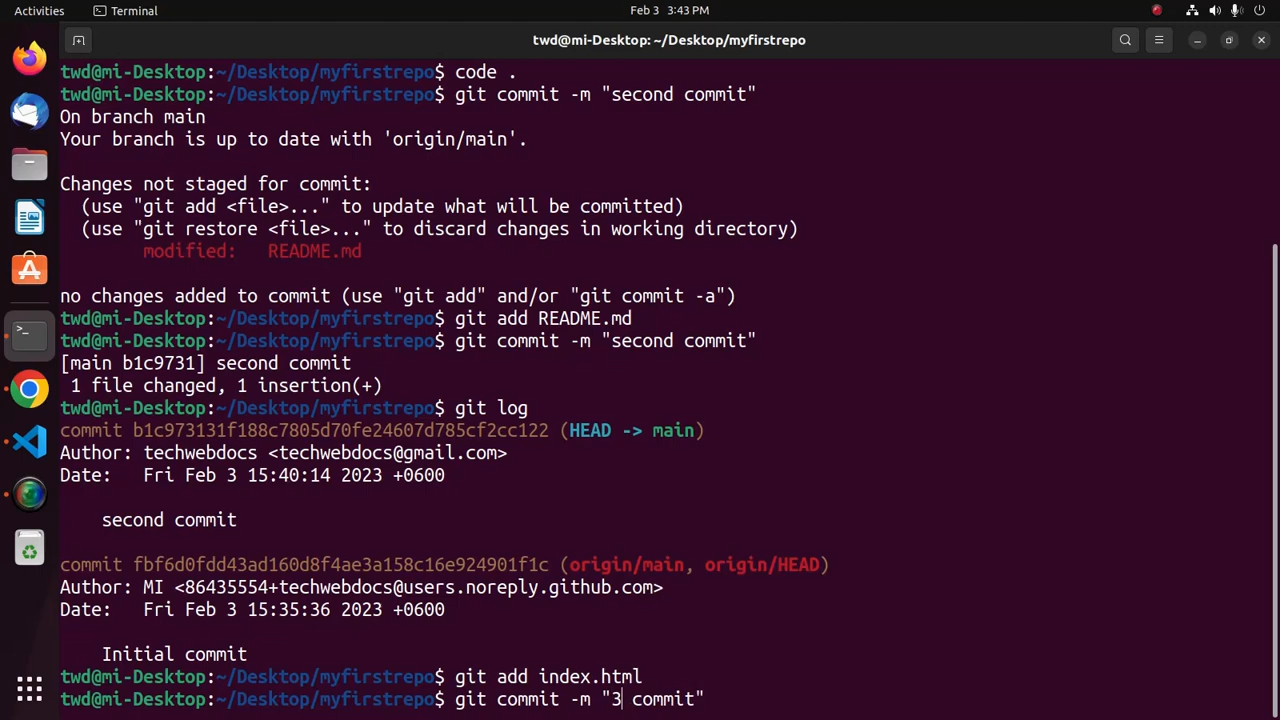 Activities
Terminal
Feb 3 3:43 PM
twd@mi-Desktop: ~/Desktop/myfirstrepo
twd@mi-Desktop:~/Desktop/myfirstrepo$ code .
twd@mi-Desktop:~/Desktop/myfirstrepo$ git commit -m "second commit"
On branch main
Your branch is up to date with 'origin/main'.
Changes not staged for commit:
(use "git add <file>..." to update what will be committed)
(use "git restore <file>..." to discard changes in working directory)
modified: README.md
no changes added to commit (use "git add" and/or "git commit -a")
twd@mi-Desktop:~/Desktop/myfirstrepo$ git add README.md
twd@mi-Desktop:~/Desktop/myfirstrepo$ git commit -m "second commit"
[main b1c9731] second commit
1 file changed, 1 insertion(+)
twd@mi-Desktop:~/Desktop/myfirstrepo$ git log
commit b1c973131f188c7805d70fe24607d785cf2cc122 (HEAD -> main)
Author: techwebdocs <techwebdocs@gmail.com>
Date: Fri Feb 3 15:40:14 2023 +0600
second commit
commit fbf6d0fdd43ad160d8f4ae3a158c16e924901f1c (origin/main, origin/HEAD)
Author: MI <86435554+techwebdocs@users.noreply.github.com>
Date: Fri Feb 3 15:35:36 2023 +0600
Initial commit
twd@mi-Desktop:~/Desktop/myfirstrepo$ git add index.html
twd@mi-Desktop:~/Desktop/myfirstrepo$ git commit -m "3 commit"